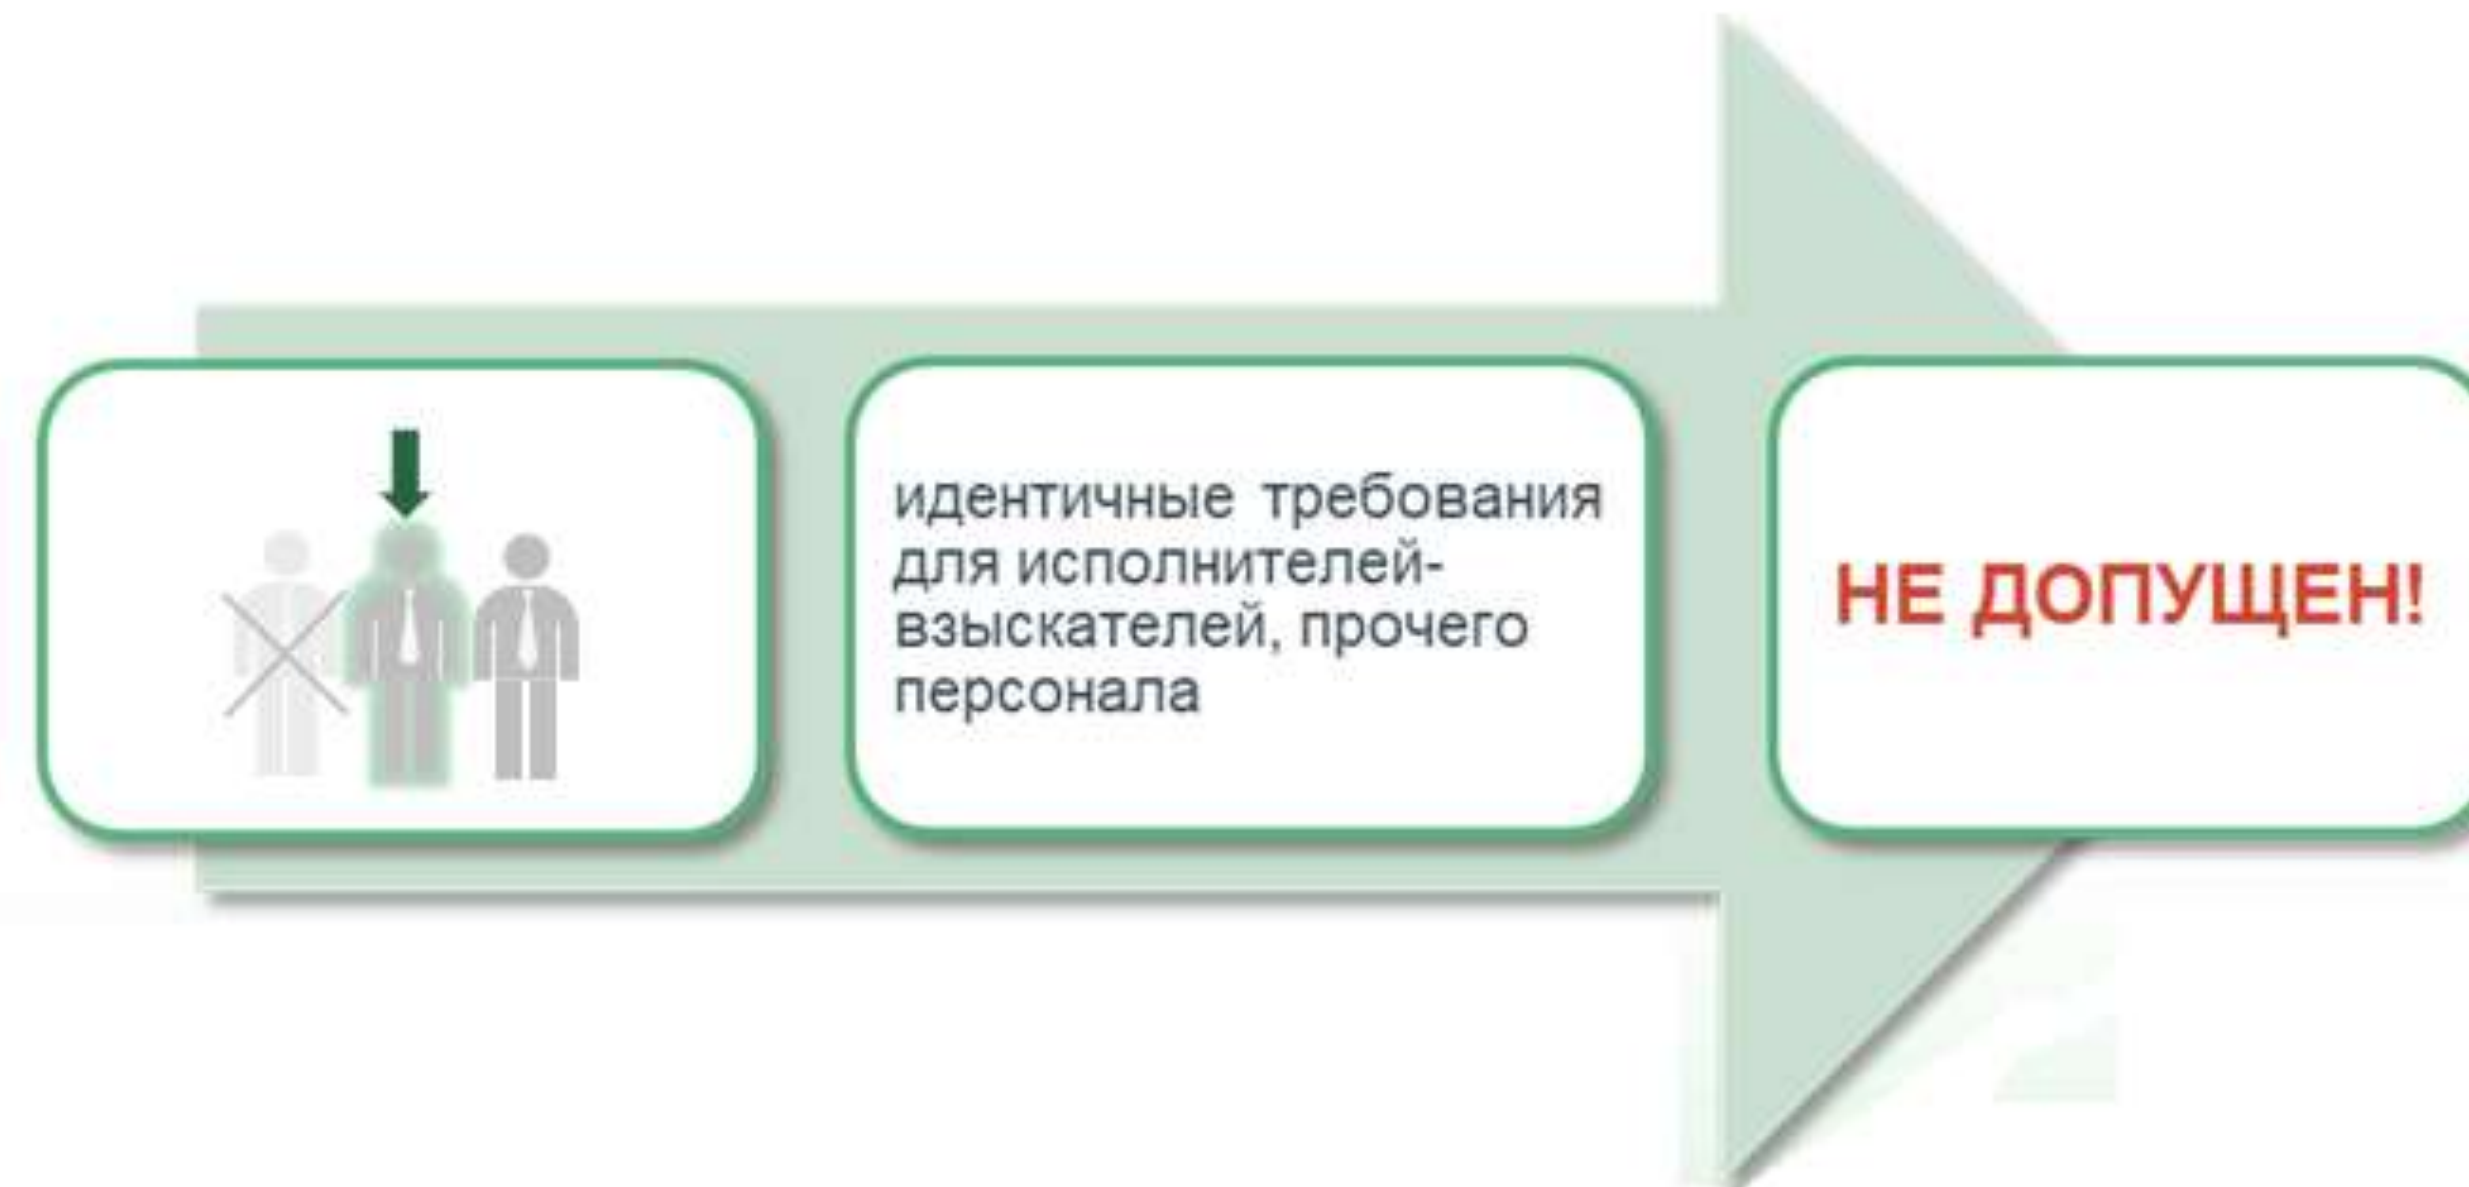 идентичные требования
для исполнителей-
взыскателей, прочего
персонала
НЕ ДОПУЩЕН!